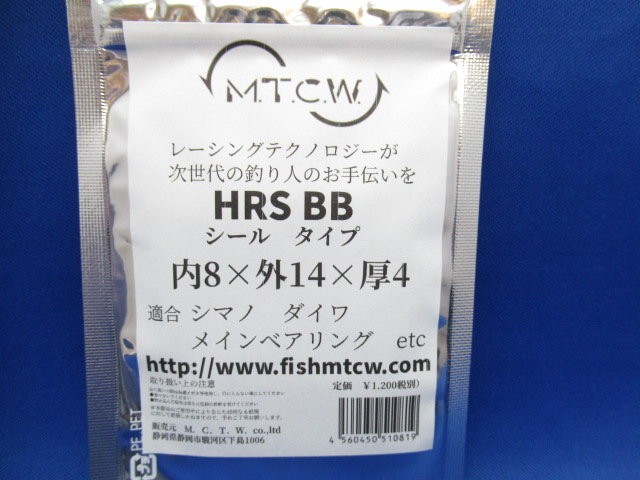 M.T.C.W.
レーシングテクノロジーが
次世代の釣り人のお手伝いを
HRS BB
シール タイプ
内8×外14×厚4
適合 シマノ ダイワ
メインベアリング etc
http://www.fishmtcw.com
取り扱い上の注意
定価 ¥1,200(税別)
販売元 M. C. T. W. co.,ltd
静岡県静岡市駿河区下島1006
4 560450 510819
PE,PET